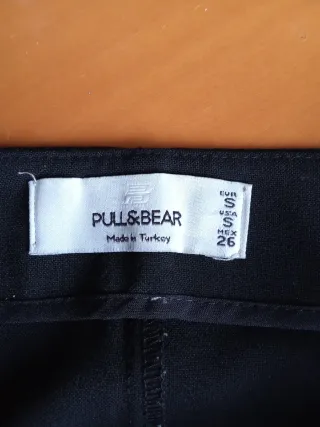 PULL&BEAR
Made in Turkey
EUR
S
USA
S
MEX
26